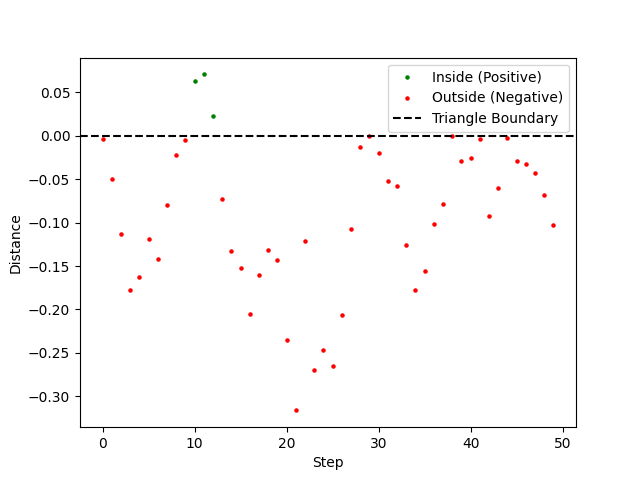 Inside (Positive)
Outside (Negative)
Triangle Boundary
0.05
0.00
−0.05
−0.10
−0.15
−0.20
−0.25
−0.30
Distance
0 10 20 30 40 50
Step